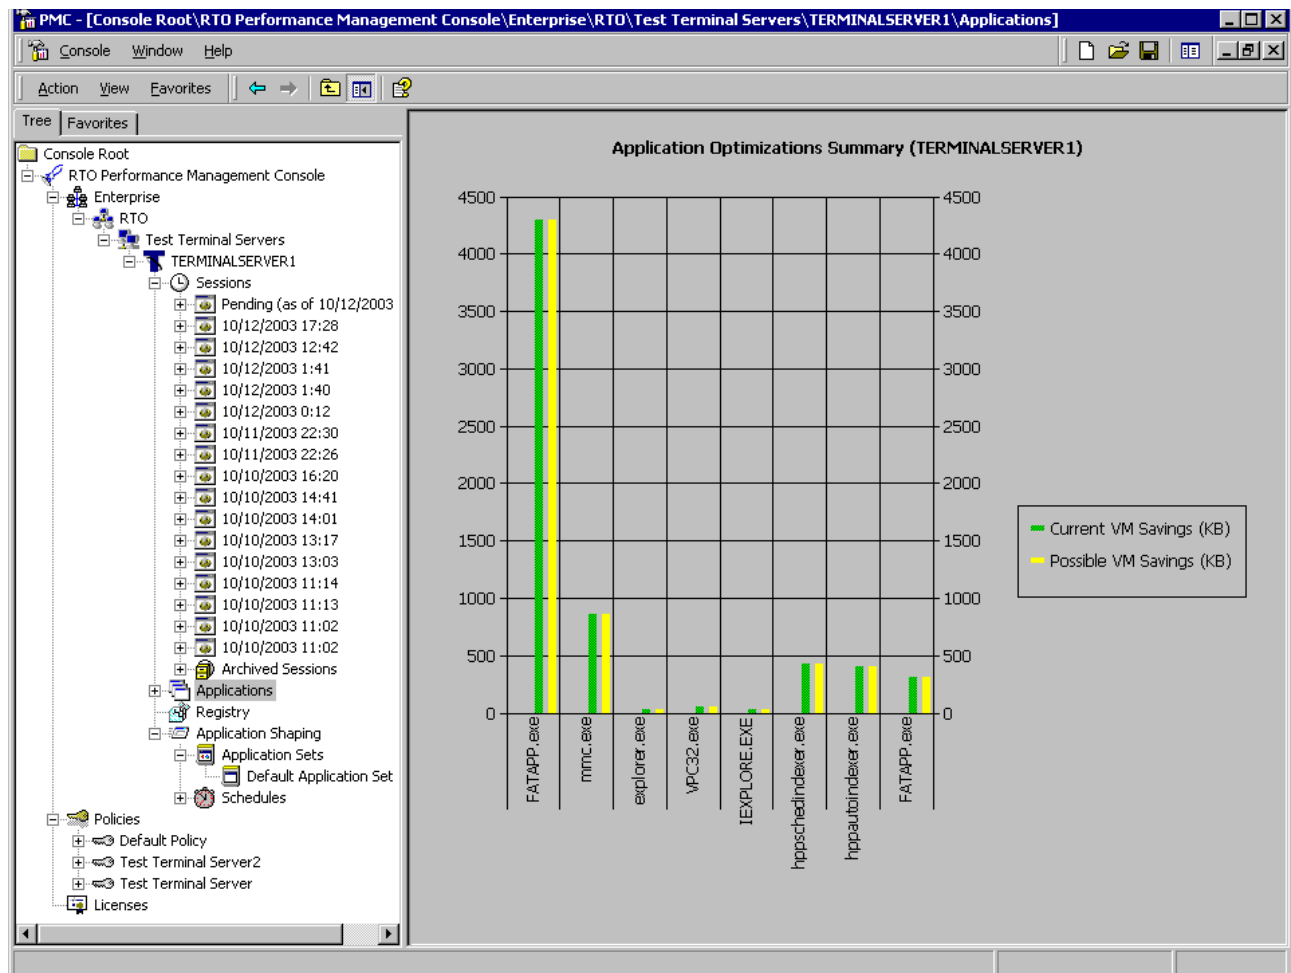 PMC - [Console Root\RTO Performance Management Console\Enterprise\RTO\Test Terminal Servers\TERMINALSERVER1\Applications]
Console Window Help
Action View Favorites
Tree Favorites
Console Root
RTO Performance Management Console
Enterprise
RTO
Test Terminal Servers
TERMINALSERVER1
Sessions
Pending (as of 10/12/2003
10/12/2003 17:28
10/12/2003 12:42
10/12/2003 1:41
10/12/2003 1:40
10/12/2003 0:12
10/11/2003 22:30
10/11/2003 22:26
10/10/2003 16:20
10/10/2003 14:41
10/10/2003 14:01
10/10/2003 13:17
10/10/2003 13:03
10/10/2003 11:14
10/10/2003 11:13
10/10/2003 11:02
10/10/2003 11:02
Archived Sessions
Applications
Registry
Application Shaping
Application Sets
Default Application Set
Schedules
Policies
Default Policy
Test Terminal Server2
Test Terminal Server
Licenses
Application Optimizations Summary (TERMINALSERVER1)
4500 4500
4000 4000
3500 3500
3000 3000
2500 2500
2000 2000
1500 1500
1000 1000
500 500
0 0
FATAPP.exe
mmc.exe
explorer.exe
VPC32.exe
IEXPLORE.EXE
hppschedindexer.exe
hppautoindexer.exe
FATAPP.exe
Current VM Savings (KB)
Possible VM Savings (KB)